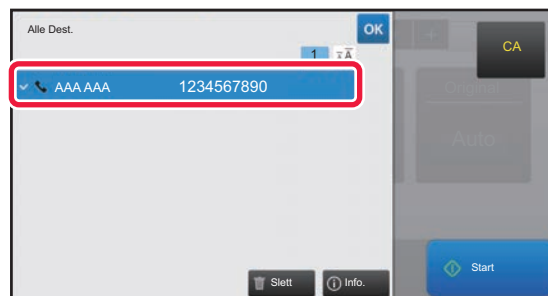 Alle Dest.
OK
CA
1
AAA AAA 1234567890
Original
Auto
Slett
Info.
Start